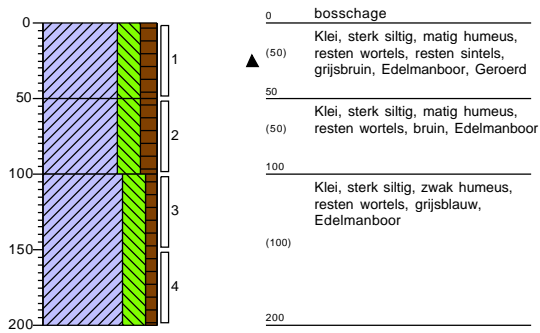 0
50
100
150
200
1
2
3
4
0 bosschage
(50) Klei, sterk siltig, matig humeus,
resten wortels, resten sintels,
grijsbruin, Edelmanboor, Geroerd
50
(50) Klei, sterk siltig, matig humeus,
resten wortels, bruin, Edelmanboor
100
Klei, sterk siltig, zwak humeus,
resten wortels, grijsblauw,
Edelmanboor
(100)
200